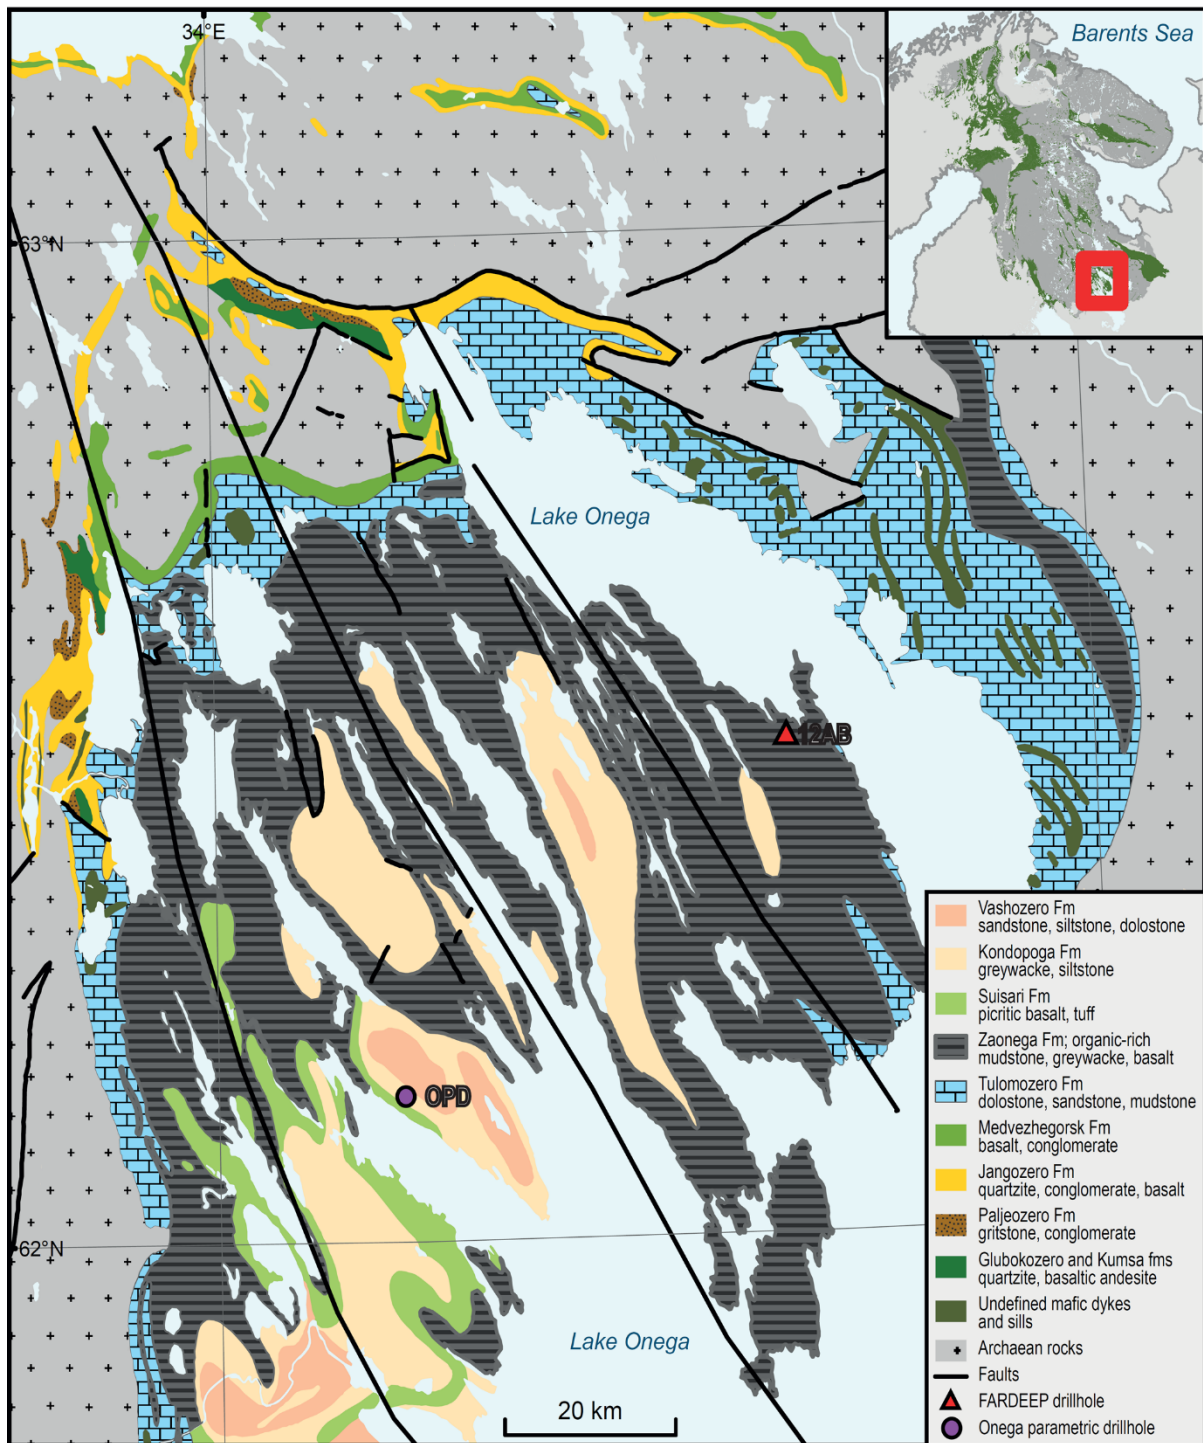 34°E
Barents Sea
63°N
Lake Onega
12AB
OPD
62°N
Lake Onega
20 km
Vashozero Fm
sandstone, siltstone, dolostone
Kondopoga Fm
greywacke, siltstone
Suisari Fm
picritic basalt, tuff
Zaonega Fm; organic-rich
mudstone, greywacke, basalt
Tulomozero Fm
dolostone, sandstone, mudstone
Medvezhegorsk Fm
basalt, conglomerate
Jangozero Fm
quartzite, conglomerate, basalt
Paljeozero Fm
gritstone, conglomerate
Glubokozero and Kumsa fms
quartzite, basaltic andesite
Undefined mafic dykes
and sills
Archaean rocks
Faults
FARDEEP drillhole
Onega parametric drillhole